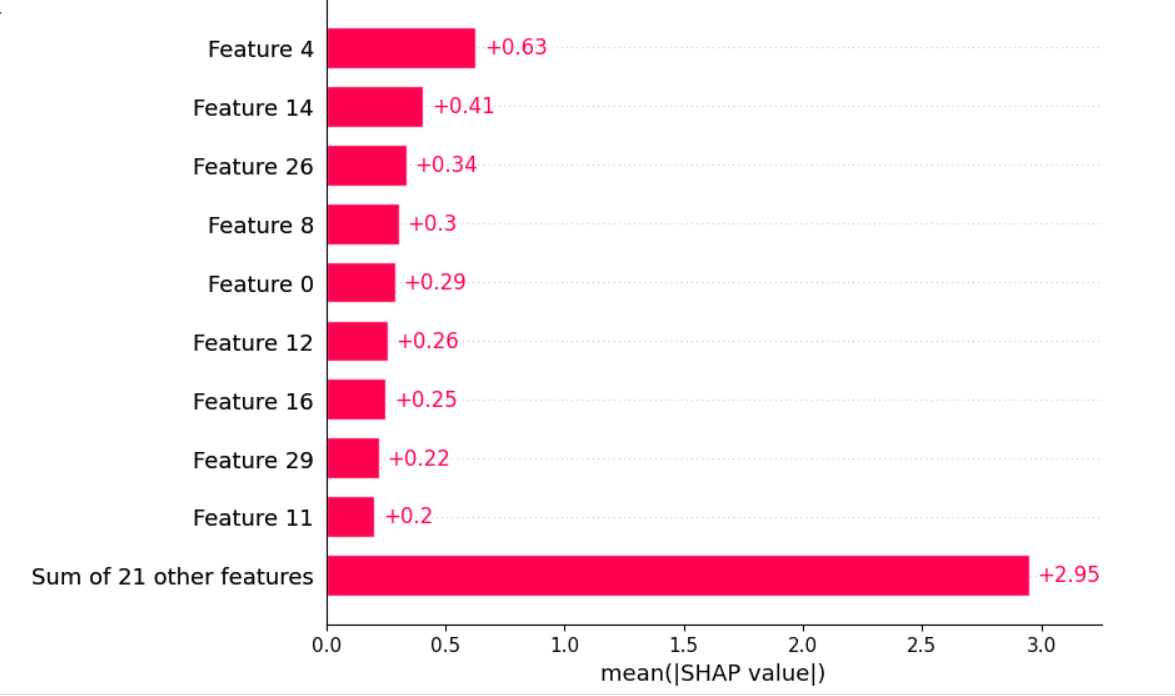 Feature 4 +0.63
Feature 14 +0.41
Feature 26 +0.34
Feature 8 +0.3
Feature 0 +0.29
Feature 12 +0.26
Feature 16 +0.25
Feature 29 +0.22
Feature 11 +0.2
Sum of 21 other features +2.95
0.0 0.5 1.0 1.5 2.0 2.5 3.0
mean(|SHAP value|)